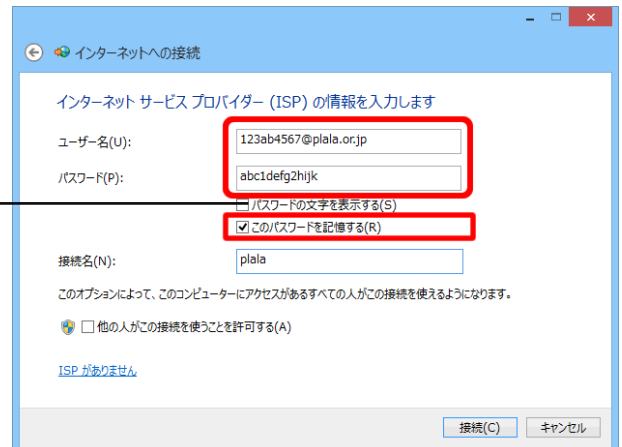 インターネットへの接続
インターネット サービス プロバイダー (ISP) の情報を入力します
ユーザー名(U):
123ab4567@plala.or.jp
パスワード(P):
abc1defg2hijk
パスワードの文字を表示する(S)
このパスワードを記憶する(R)
接続名(N):
plala
このオプションによって、このコンピューターにアクセスがあるすべての人がこの接続を使えるようになります。
他の人がこの接続を使うことを許可する(A)
ISP がありません
接続(C)
キャンセル